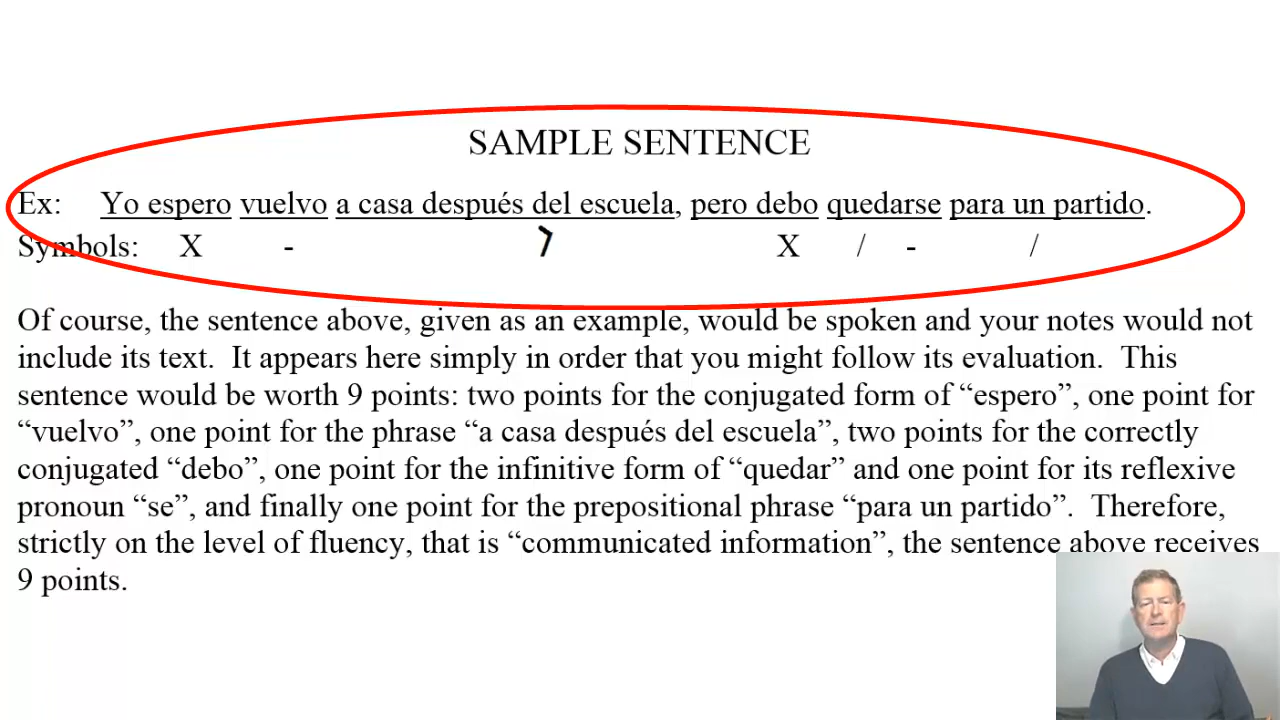 SAMPLE SENTENCE
Ex: Yo espero vuelvo a casa después del escuela, pero debo quedarse para un partido.
Symbols: X - / X / - /
Of course, the sentence above, given as an example, would be spoken and your notes would not
include its text. It appears here simply in order that you might follow its evaluation. This
sentence would be worth 9 points: two points for the conjugated form of “espero”, one point for
“vuelvo”, one point for the phrase “a casa después del escuela”, two points for the correctly
conjugated “debo”, one point for the infinitive form of “quedar” and one point for its reflexive
pronoun “se”, and finally one point for the prepositional phrase “para un partido”. Therefore,
strictly on the level of fluency, that is “communicated information”, the sentence above receives
9 points.